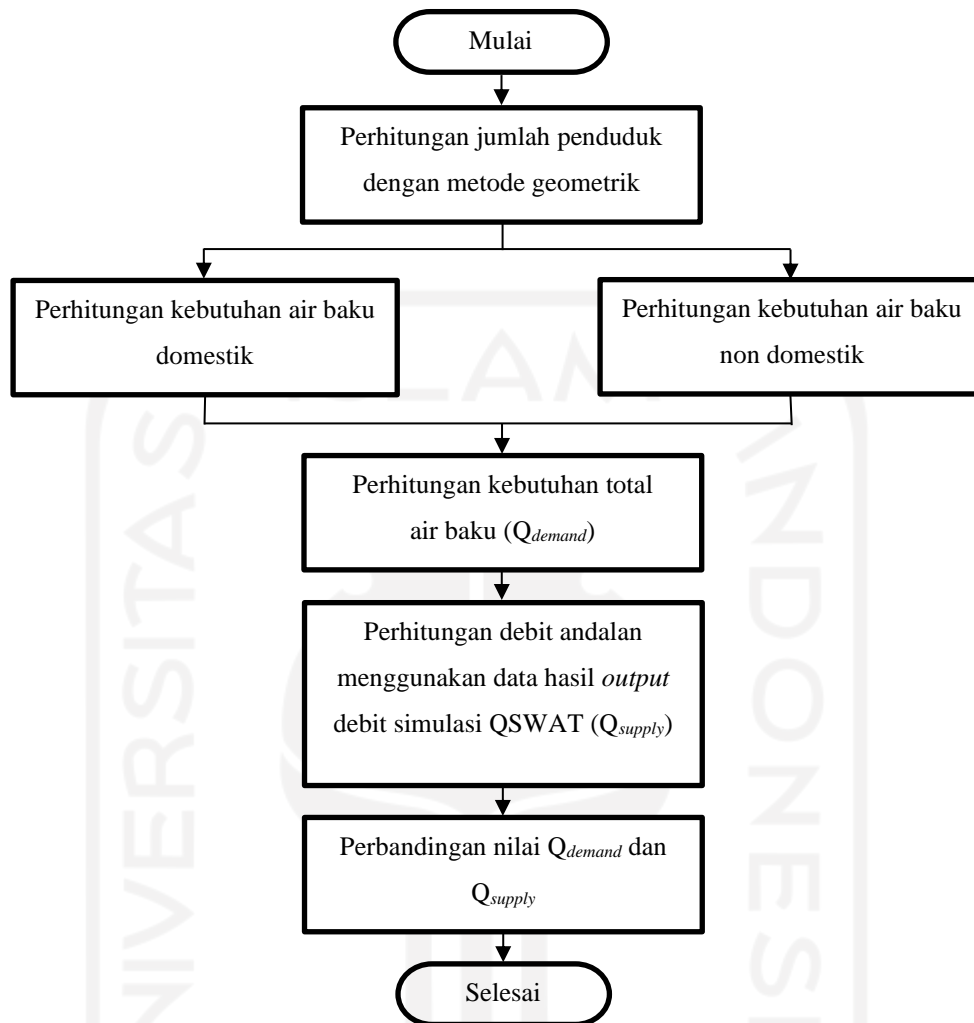 Mulai
Perhitungan jumlah penduduk
dengan metode geometrik
Perhitungan kebutuhan air baku
domestik
Perhitungan kebutuhan air baku
non domestik
Perhitungan kebutuhan total
air baku (Qdemand)
Perhitungan debit andalan
menggunakan data hasil output
debit simulasi QSWAT (Qsupply)
Perbandingan nilai Qdemand dan
Qsupply
Selesai